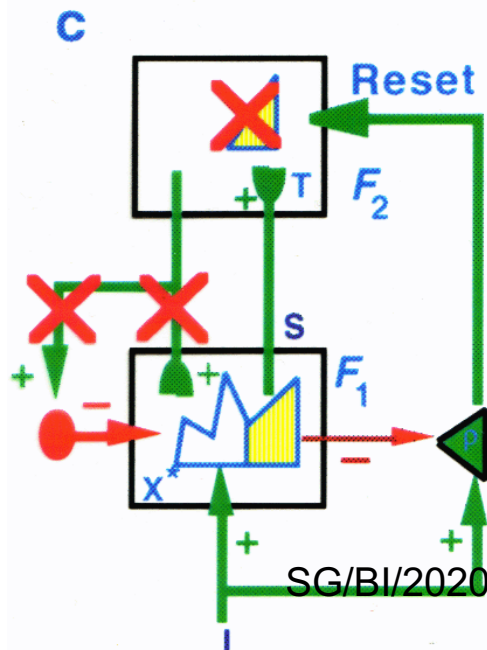 C
Reset
+
T
F2
S
+
+
F1
−
−
X*
ρ
+
+
SG/BI/2020
I